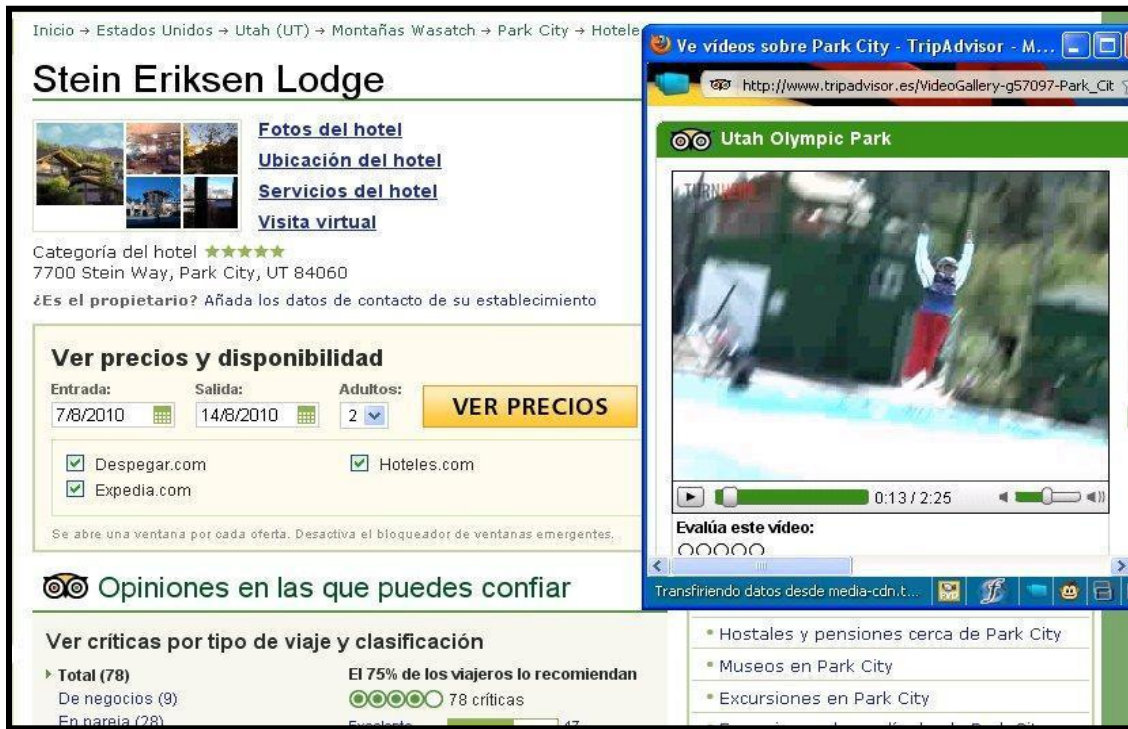 Inicio → Estados Unidos → Utah (UT) → Montañas Wasatch → Park City → Hoteles
Stein Eriksen Lodge
Fotos del hotel
Ubicación del hotel
Servicios del hotel
Visita virtual
Categoría del hotel
7700 Stein Way, Park City, UT 84060
¿Es el propietario? Añada los datos de contacto de su establecimiento
Ver precios y disponibilidad
Entrada: Salida: Adultos:
7/8/2010 14/8/2010 2 VER PRECIOS
Despegar.com Hoteles.com
Expedia.com
Se abre una ventana por cada oferta. Desactiva el bloqueador de ventanas emergentes.
Opiniones en las que puedes confiar
Ver críticas por tipo de viaje y clasificación
Total (78) El 75% de los viajeros lo recomiendan
De negocios (9) 78 críticas
En pareja (28) Excelente 47
Ve vídeos sobre Park City - TripAdvisor - M...
http://www.tripadvisor.es/VideoGallery-g57097-Park_Cit
Utah Olympic Park
TURNHERE
0:13 / 2:25
Evalúa este vídeo:
Transfiriendo datos desde media-cdn.t...
• Hostales y pensiones cerca de Park City
• Museos en Park City
• Excursiones en Park City